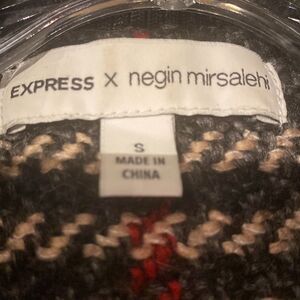 EXPRESS X negin mirsalehi
S
MADE IN
CHINA